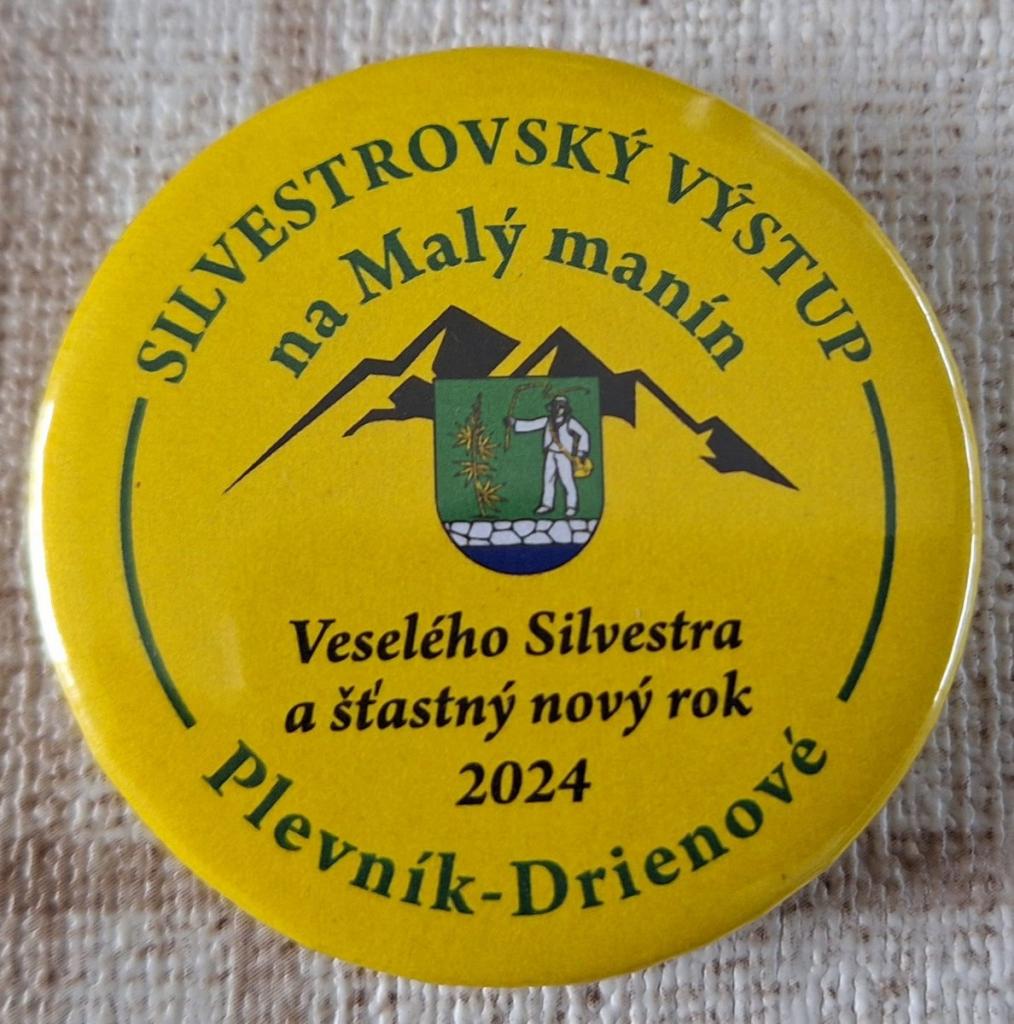 SILVESTROVSKÝ VÝSTUP
na Malý manín
Veselého Silvestra
a šťastný nový rok
2024
Plevník-Drienové